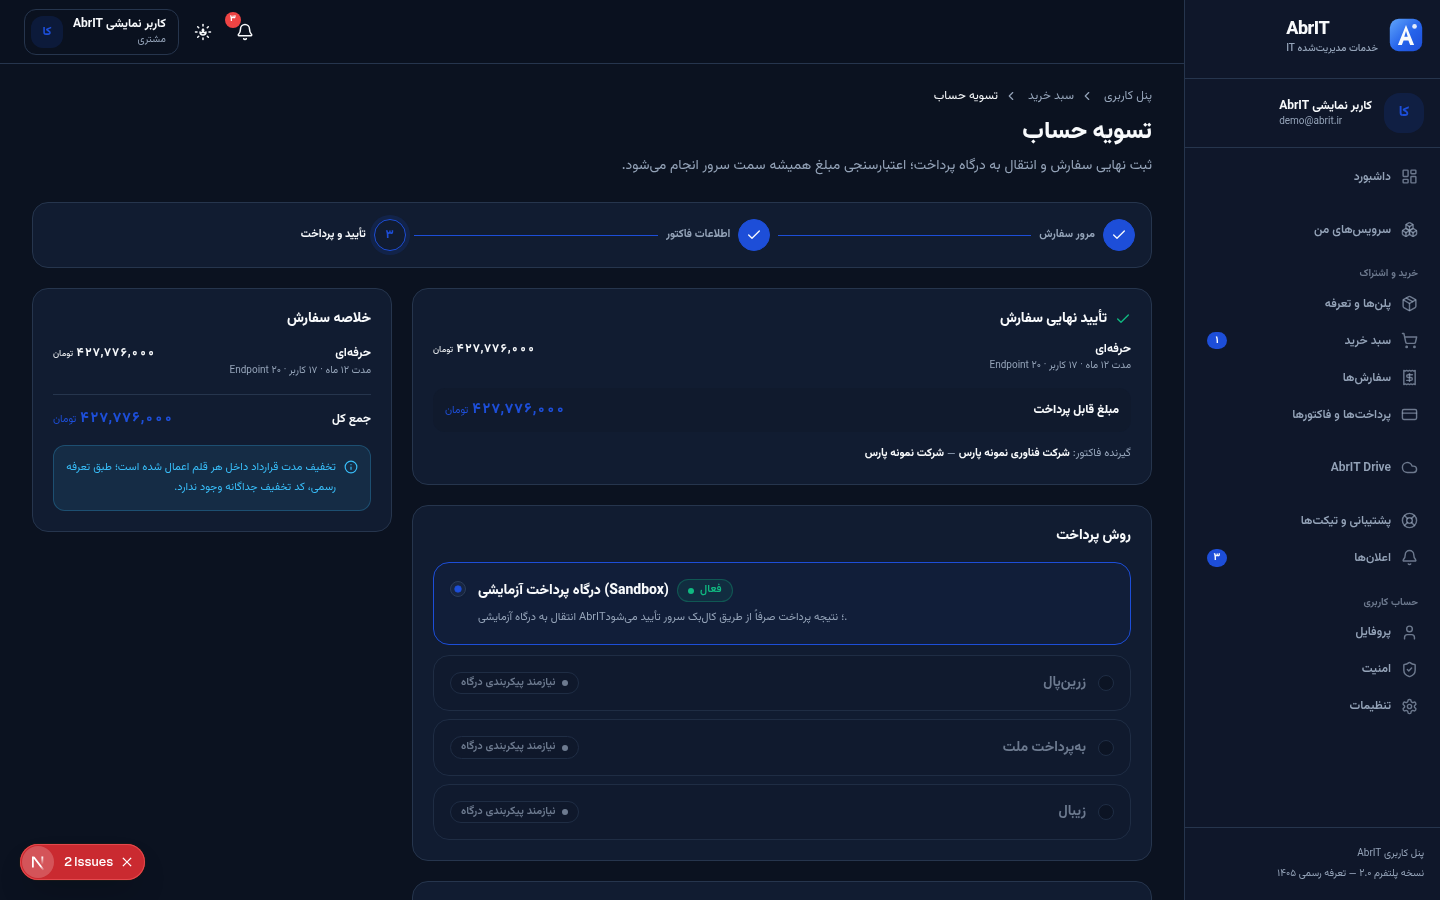 AbrIT
خدمات مدیریت‌شده IT
کاربر نمایشی AbrIT
demo@abrit.ir
کا
داشبورد
سرویس‌های من
خرید و اشتراک
پلن‌ها و تعرفه
سبد خرید
۱
سفارش‌ها
پرداخت‌ها و فاکتورها
AbrIT Drive
پشتیبانی و تیکت‌ها
اعلان‌ها
۳
حساب کاربری
پروفایل
امنیت
تنظیمات
پنل کاربری AbrIT
نسخه پلتفرم ۲.۰ — تعرفه رسمی ۱۴۰۵
۳
کاربر نمایشی AbrIT
مشتری
کا
پنل کاربری
سبد خرید
تسویه حساب
تسویه حساب
ثبت نهایی سفارش و انتقال به درگاه پرداخت؛ اعتبارسنجی مبلغ همیشه سمت سرور انجام می‌شود.
مرور سفارش
اطلاعات فاکتور
۳
تأیید و پرداخت
تأیید نهایی سفارش
حرفه‌ای
۴۲۷,۷۷۶,۰۰۰ تومان
مدت ۱۲ ماه · ۱۷ کاربر · ۲۰ Endpoint
مبلغ قابل پرداخت
۴۲۷,۷۷۶,۰۰۰ تومان
گیرنده فاکتور: شرکت فناوری نمونه پارس — شرکت نمونه پارس
روش پرداخت
درگاه پرداخت آزمایشی (Sandbox)
فعال
انتقال به درگاه آزمایشی AbrIT؛ نتیجه پرداخت صرفاً از طریق کال‌بک سرور تأیید می‌شود.
زرین‌پال
نیازمند پیکربندی درگاه
به‌پرداخت ملت
نیازمند پیکربندی درگاه
زیبال
نیازمند پیکربندی درگاه
خلاصه سفارش
حرفه‌ای
۴۲۷,۷۷۶,۰۰۰ تومان
مدت ۱۲ ماه · ۱۷ کاربر · ۲۰ Endpoint
جمع کل
۴۲۷,۷۷۶,۰۰۰ تومان
تخفیف مدت قرارداد داخل هر قلم اعمال شده است؛ طبق تعرفه
رسمی، کد تخفیف جداگانه وجود ندارد.
2 Issues